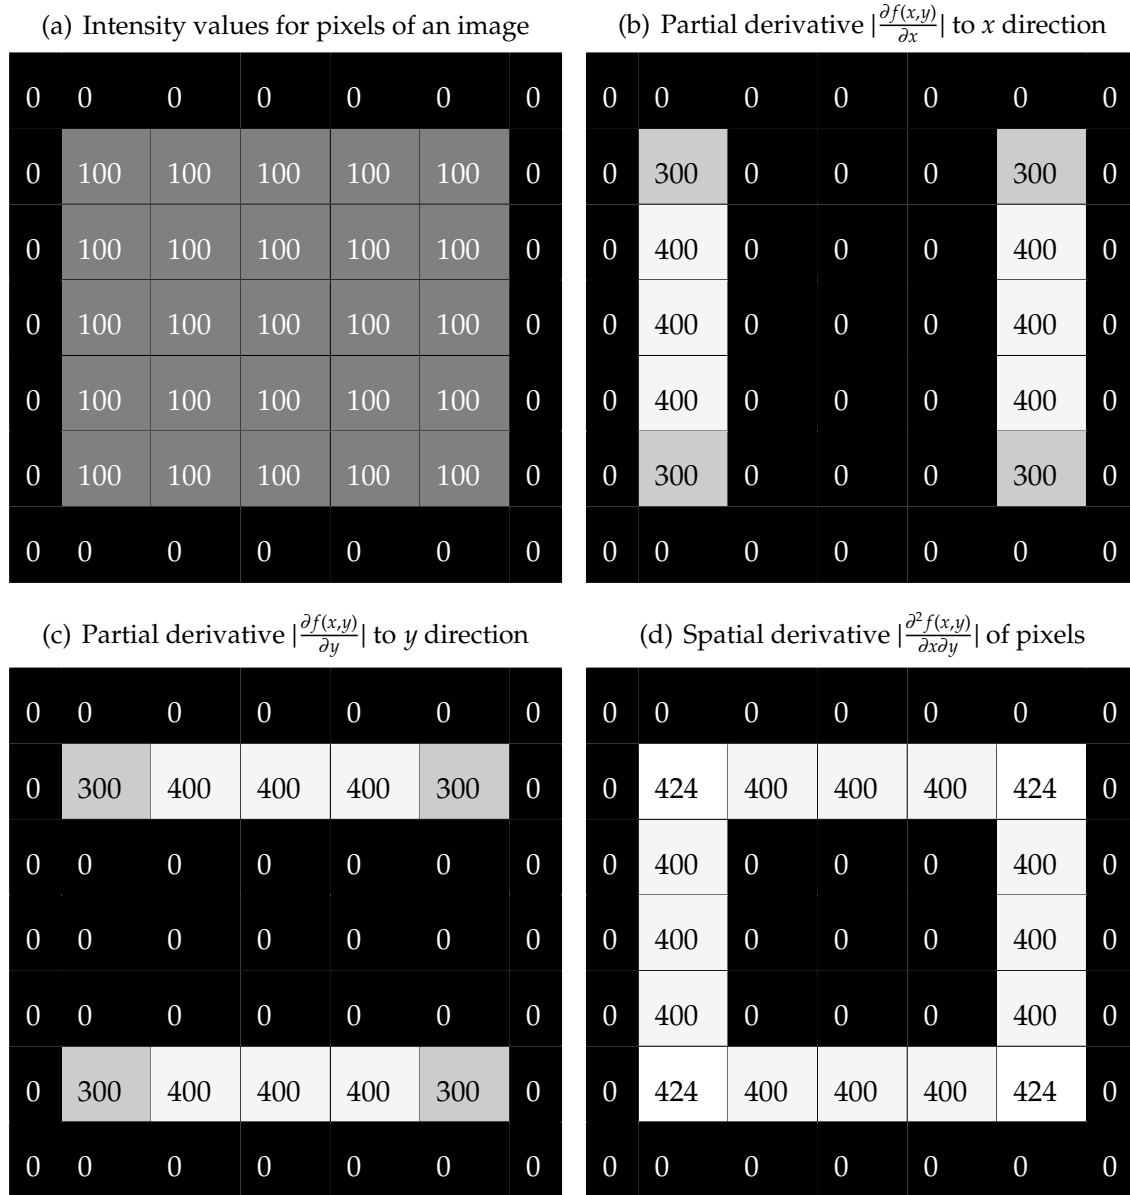 (a) Intensity values for pixels of an image
(b) Partial derivative |∂f(x,y)/∂x| to x direction
0 0 0 0 0 0 0
0 100 100 100 100 100 0
0 100 100 100 100 100 0
0 100 100 100 100 100 0
0 100 100 100 100 100 0
0 100 100 100 100 100 0
0 0 0 0 0 0 0
0 0 0 0 0 0 0
0 300 0 0 0 300 0
0 400 0 0 0 400 0
0 400 0 0 0 400 0
0 400 0 0 0 400 0
0 300 0 0 0 300 0
0 0 0 0 0 0 0
(c) Partial derivative |∂f(x,y)/∂y| to y direction
(d) Spatial derivative |∂²f(x,y)/∂x∂y| of pixels
0 0 0 0 0 0 0
0 300 400 400 400 300 0
0 0 0 0 0 0 0
0 0 0 0 0 0 0
0 0 0 0 0 0 0
0 300 400 400 400 300 0
0 0 0 0 0 0 0
0 0 0 0 0 0 0
0 424 400 400 400 424 0
0 400 0 0 0 400 0
0 400 0 0 0 400 0
0 400 0 0 0 400 0
0 424 400 400 400 424 0
0 0 0 0 0 0 0